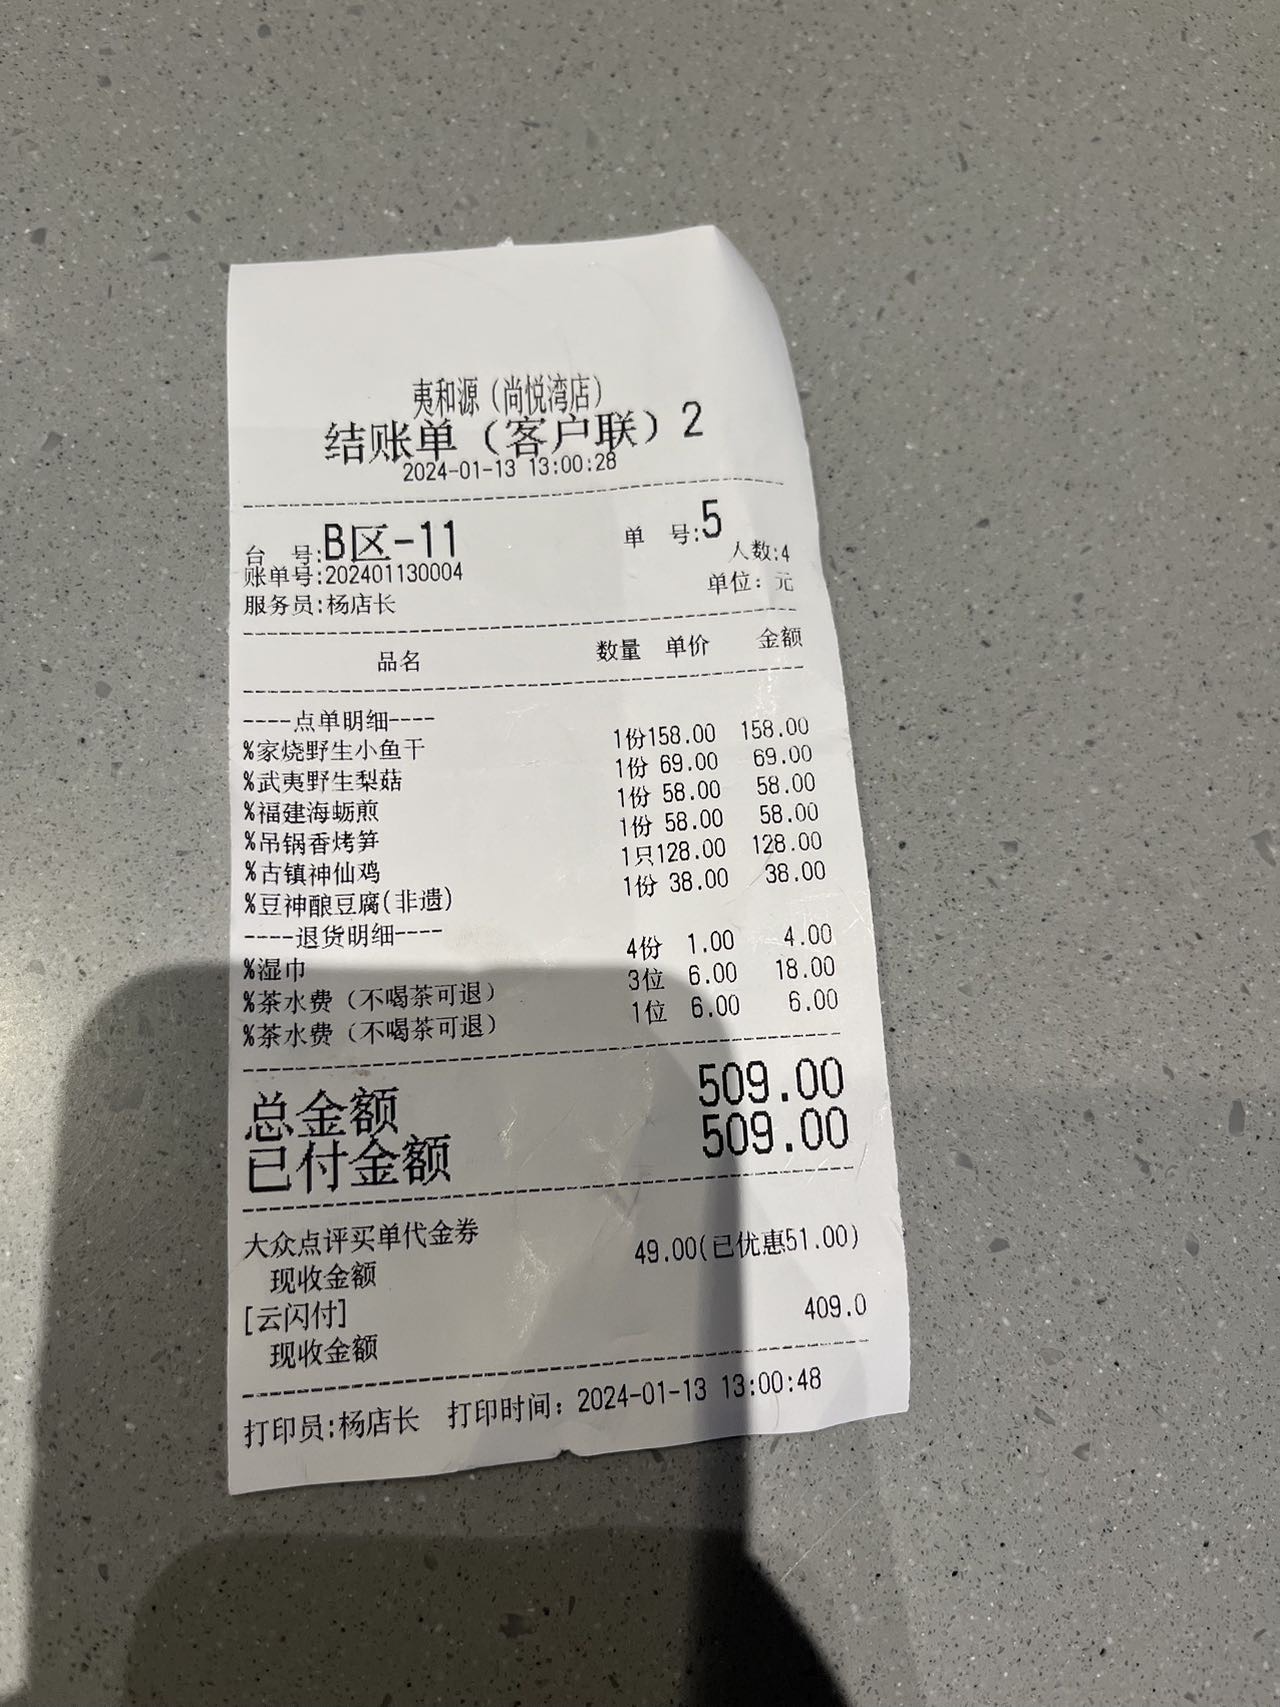 夷和源（尚悦湾店）
结账单（客户联）2
2024-01-13 13:00:28
台 号:B区-11 单 号:5
账单号:202401130004 人数:4
服务员:杨店长 单位: 元
品名 数量 单价 金额
----点单明细----
%家烧野生小鱼干 1份158.00 158.00
%武夷野生梨菇 1份 69.00 69.00
%福建海蛎煎 1份 58.00 58.00
%吊锅香烤笋 1份 58.00 58.00
%古镇神仙鸡 1只128.00 128.00
%豆神酿豆腐(非遗) 1份 38.00 38.00
----退货明细----
%湿巾 4份 1.00 4.00
%茶水费（不喝茶可退） 3位 6.00 18.00
%茶水费（不喝茶可退） 1位 6.00 6.00
总金额 509.00
已付金额 509.00
大众点评买单代金券
现收金额 49.00(已优惠51.00)
[云闪付]
现收金额 409.0
打印员:杨店长 打印时间: 2024-01-13 13:00:48